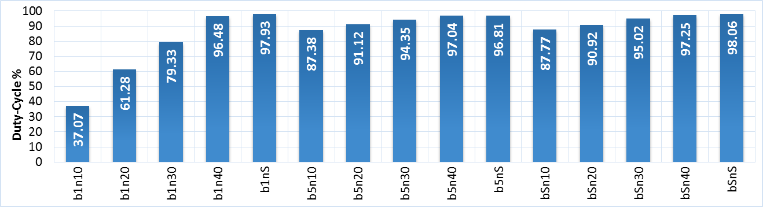 Duty-Cycle %
100
90
80
70
60
50
40
30
20
10
0
37.07
61.28
79.33
96.48
97.93
87.38
91.12
94.35
97.04
96.81
87.77
90.92
95.02
97.25
98.06
b1n10
b1n20
b1n30
b1n40
b1nS
b5n10
b5n20
b5n30
b5n40
b5nS
bSn10
bSn20
bSn30
bSn40
bSnS